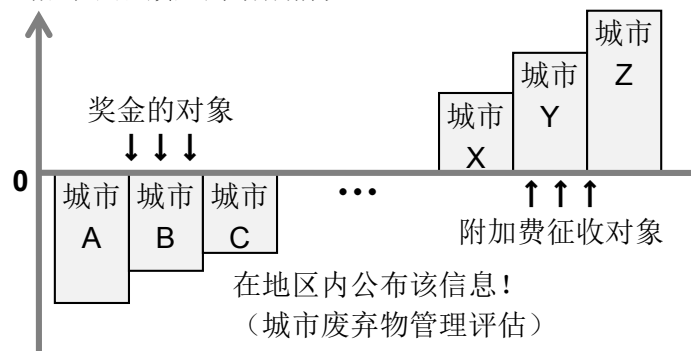 城市
Z
城市
Y
城市
X
奖金的对象
↓ ↓ ↓
0
城市
A
城市
B
城市
C
…
↑ ↑ ↑
附加费征收对象
在地区内公布该信息！
（城市废弃物管理评估）